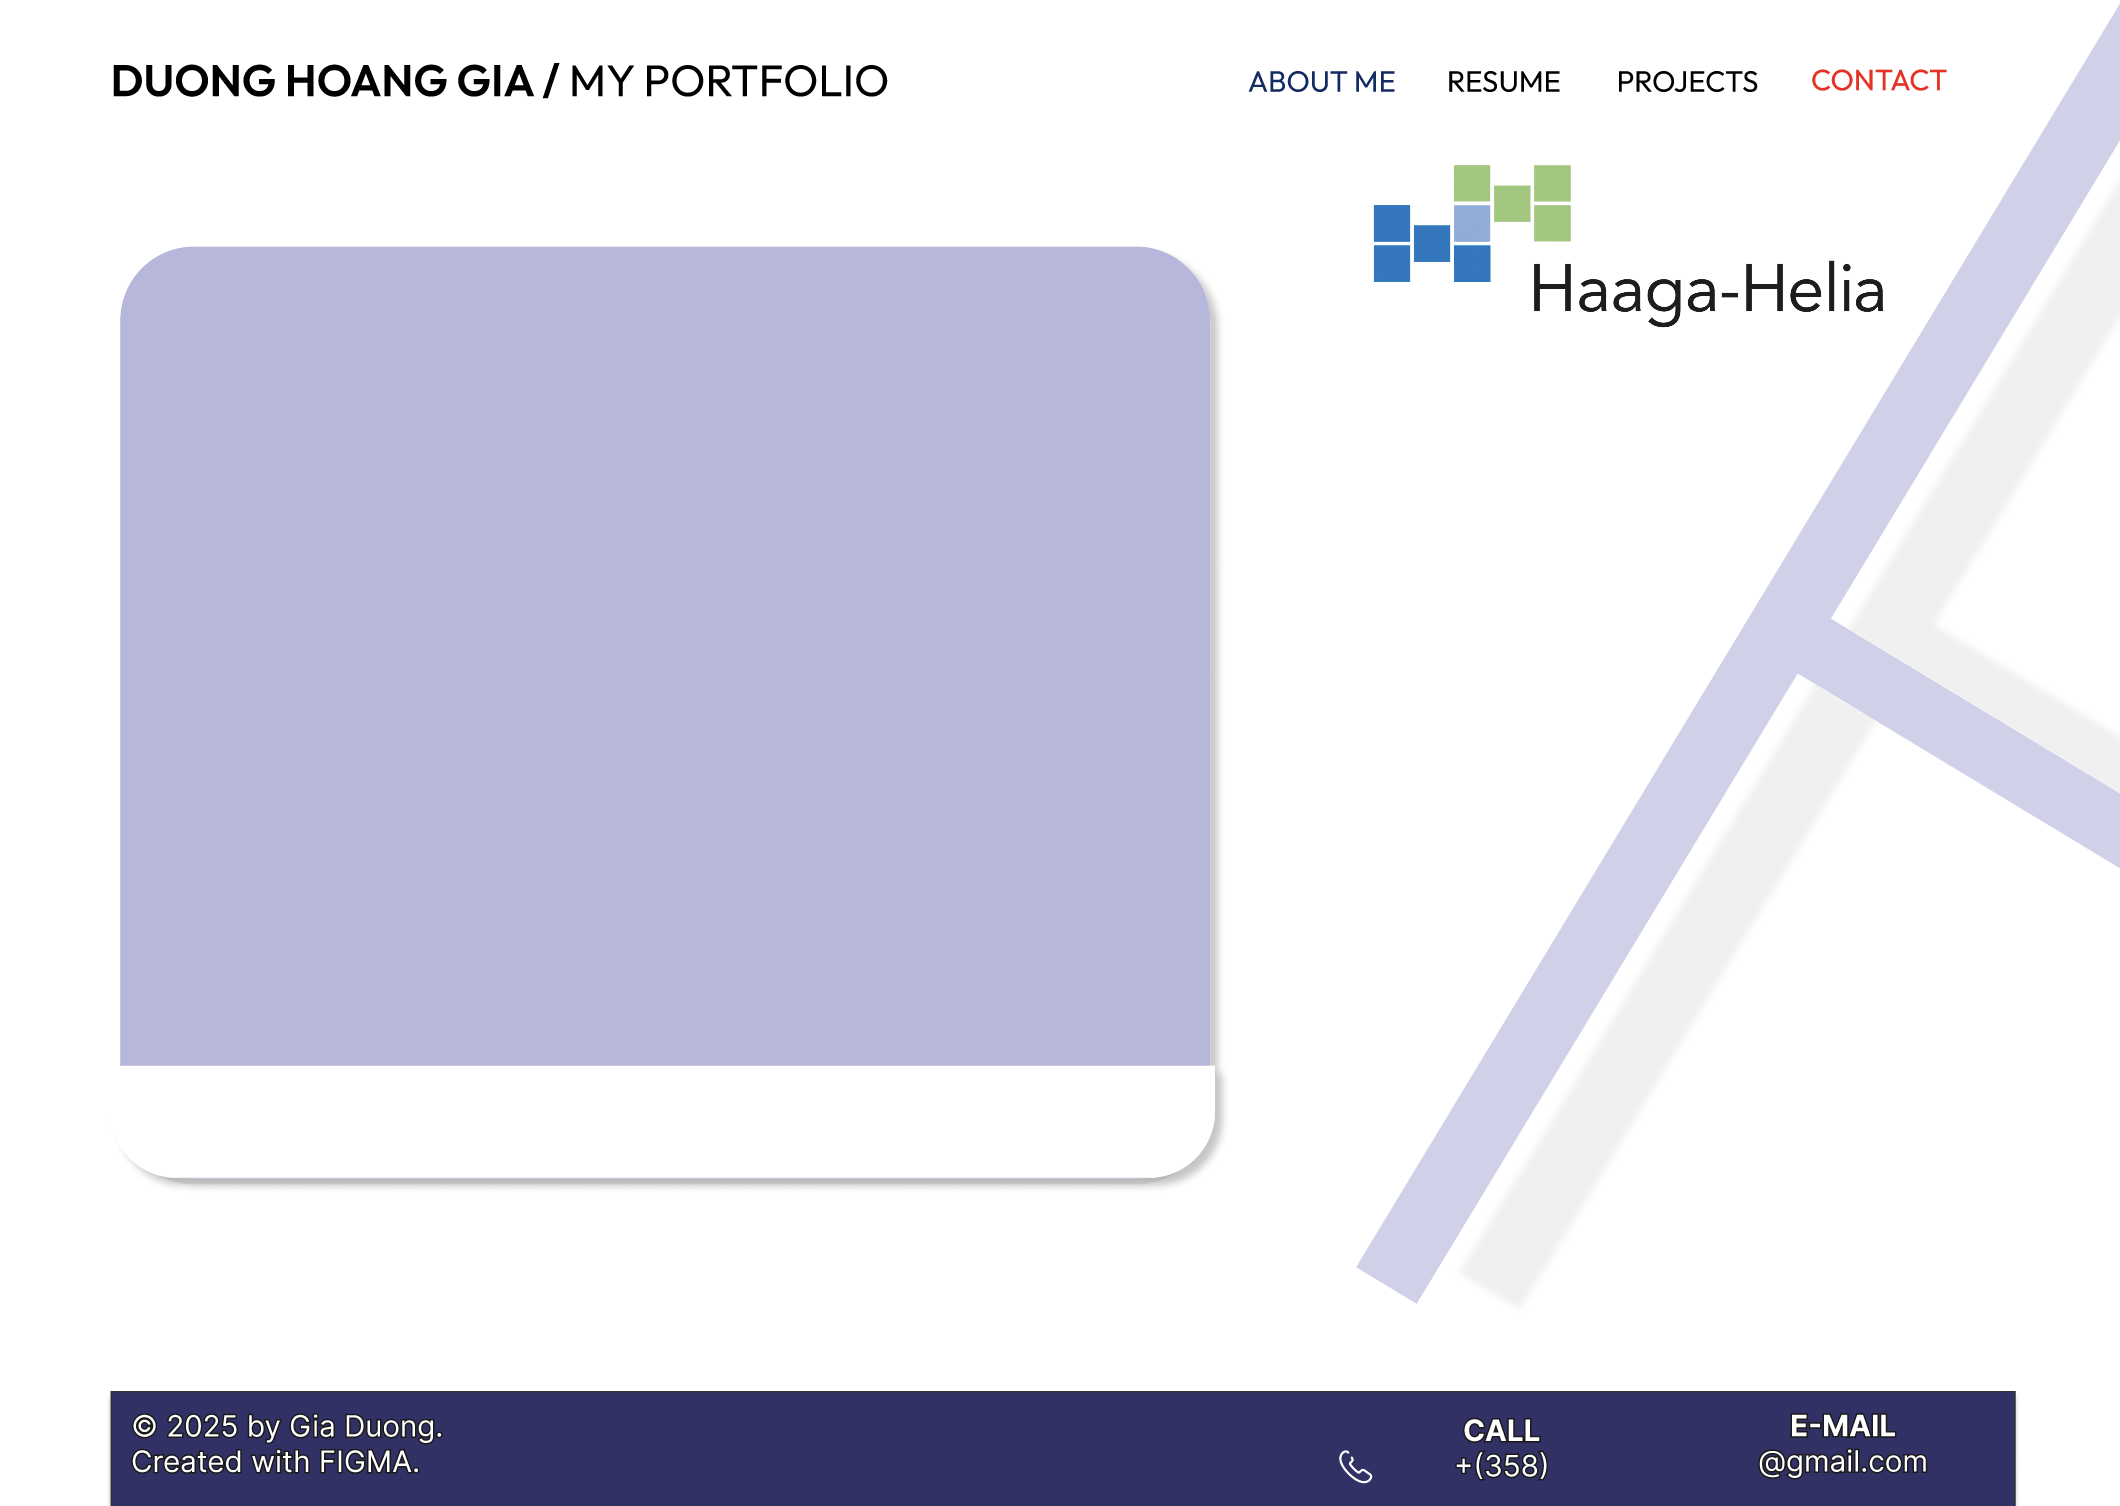 DUONG HOANG GIA / MY PORTFOLIO
ABOUT ME
RESUME
PROJECTS
CONTACT
Haaga-Helia
© 2025 by Gia Duong.
Created with FIGMA.
CALL
+(358)
E-MAIL
@gmail.com